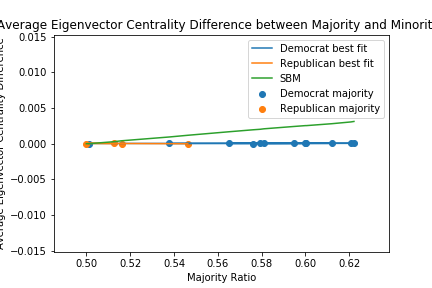 Average Eigenvector Centrality Difference between Majority and Minorit
Average Eigenvector Centrality Difference
0.015
0.010
0.005
0.000
−0.005
−0.010
−0.015
Democrat best fit
Republican best fit
SBM
Democrat majority
Republican majority
0.50 0.52 0.54 0.56 0.58 0.60 0.62
Majority Ratio